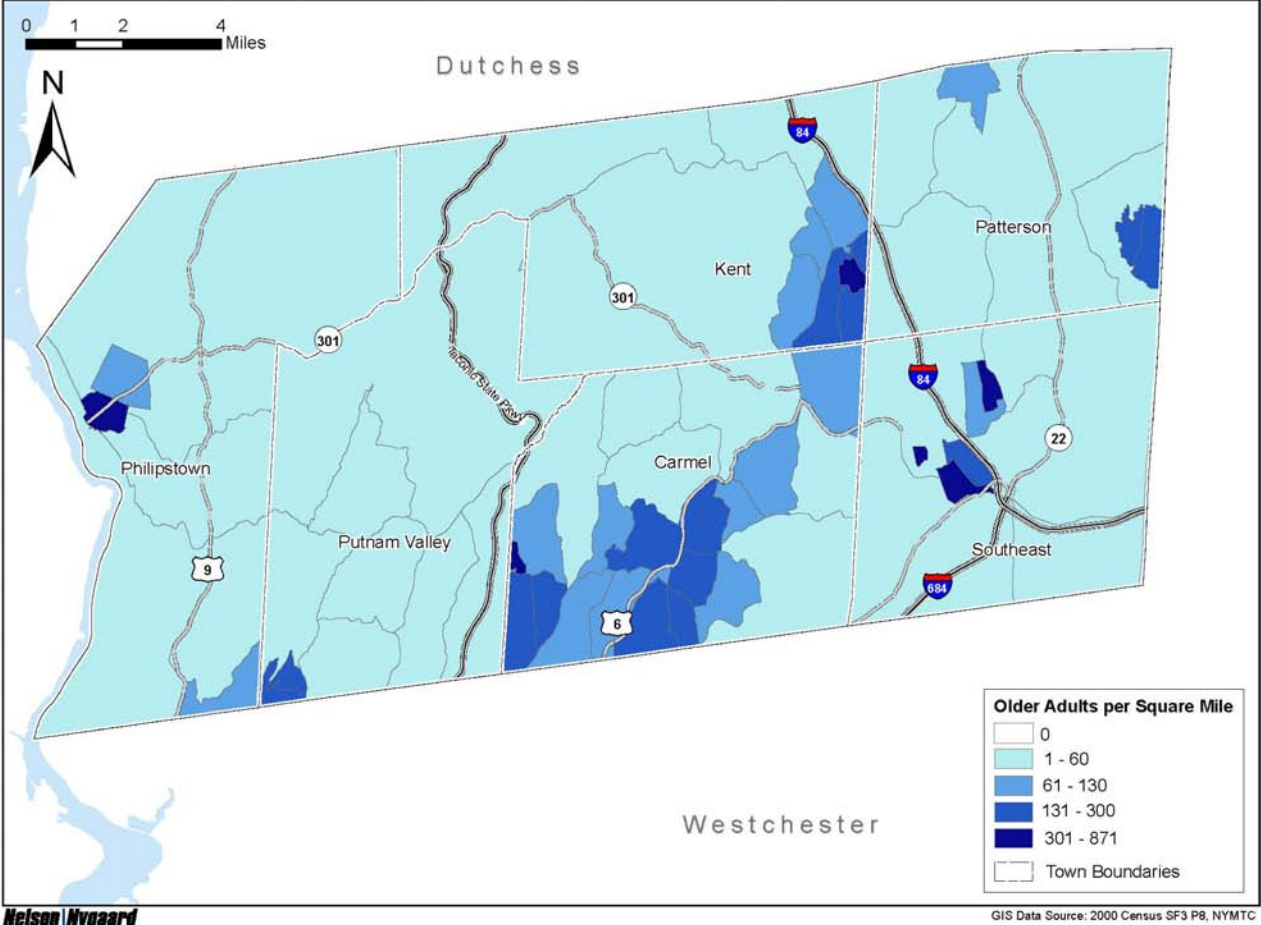 0 1 2 4
Miles
N
Dutchess
84
Patterson
Kent
301
301
Taconic State Pkwy
84
22
Philipstown
Carmel
Putnam Valley
Southeast
9
684
6
Westchester
Older Adults per Square Mile
0
1 - 60
61 - 130
131 - 300
301 - 871
Town Boundaries
Nelson|Nygaard
GIS Data Source: 2000 Census SF3 P8, NYMTC